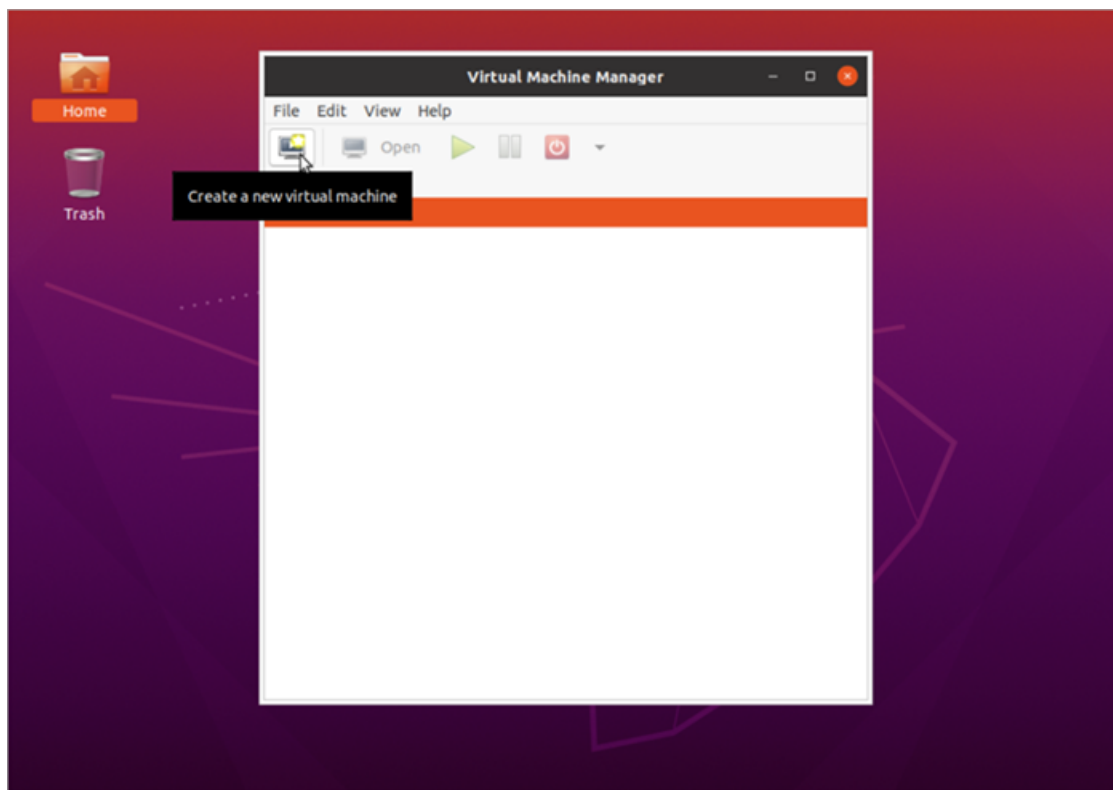 Virtual Machine Manager
File Edit View Help
Home
Open
Create a new virtual machine
Trash